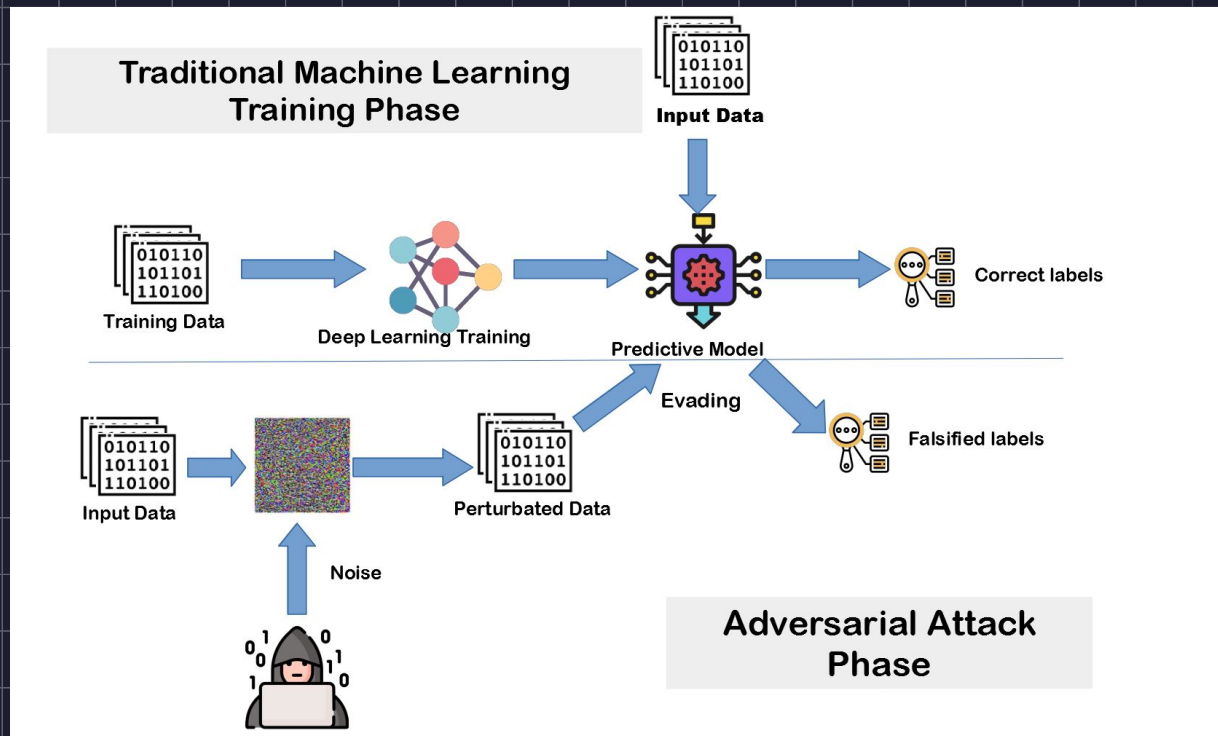 Traditional Machine Learning
Training Phase
010110
101101
110100
Input Data
010110
101101
110100
Training Data
Deep Learning Training
Predictive Model
Correct labels
010110
101101
110100
Input Data
010110
101101
110100
Perturbated Data
Evading
Falsified labels
Noise
0 1 0
0 0 1 1
1 0
Adversarial Attack
Phase